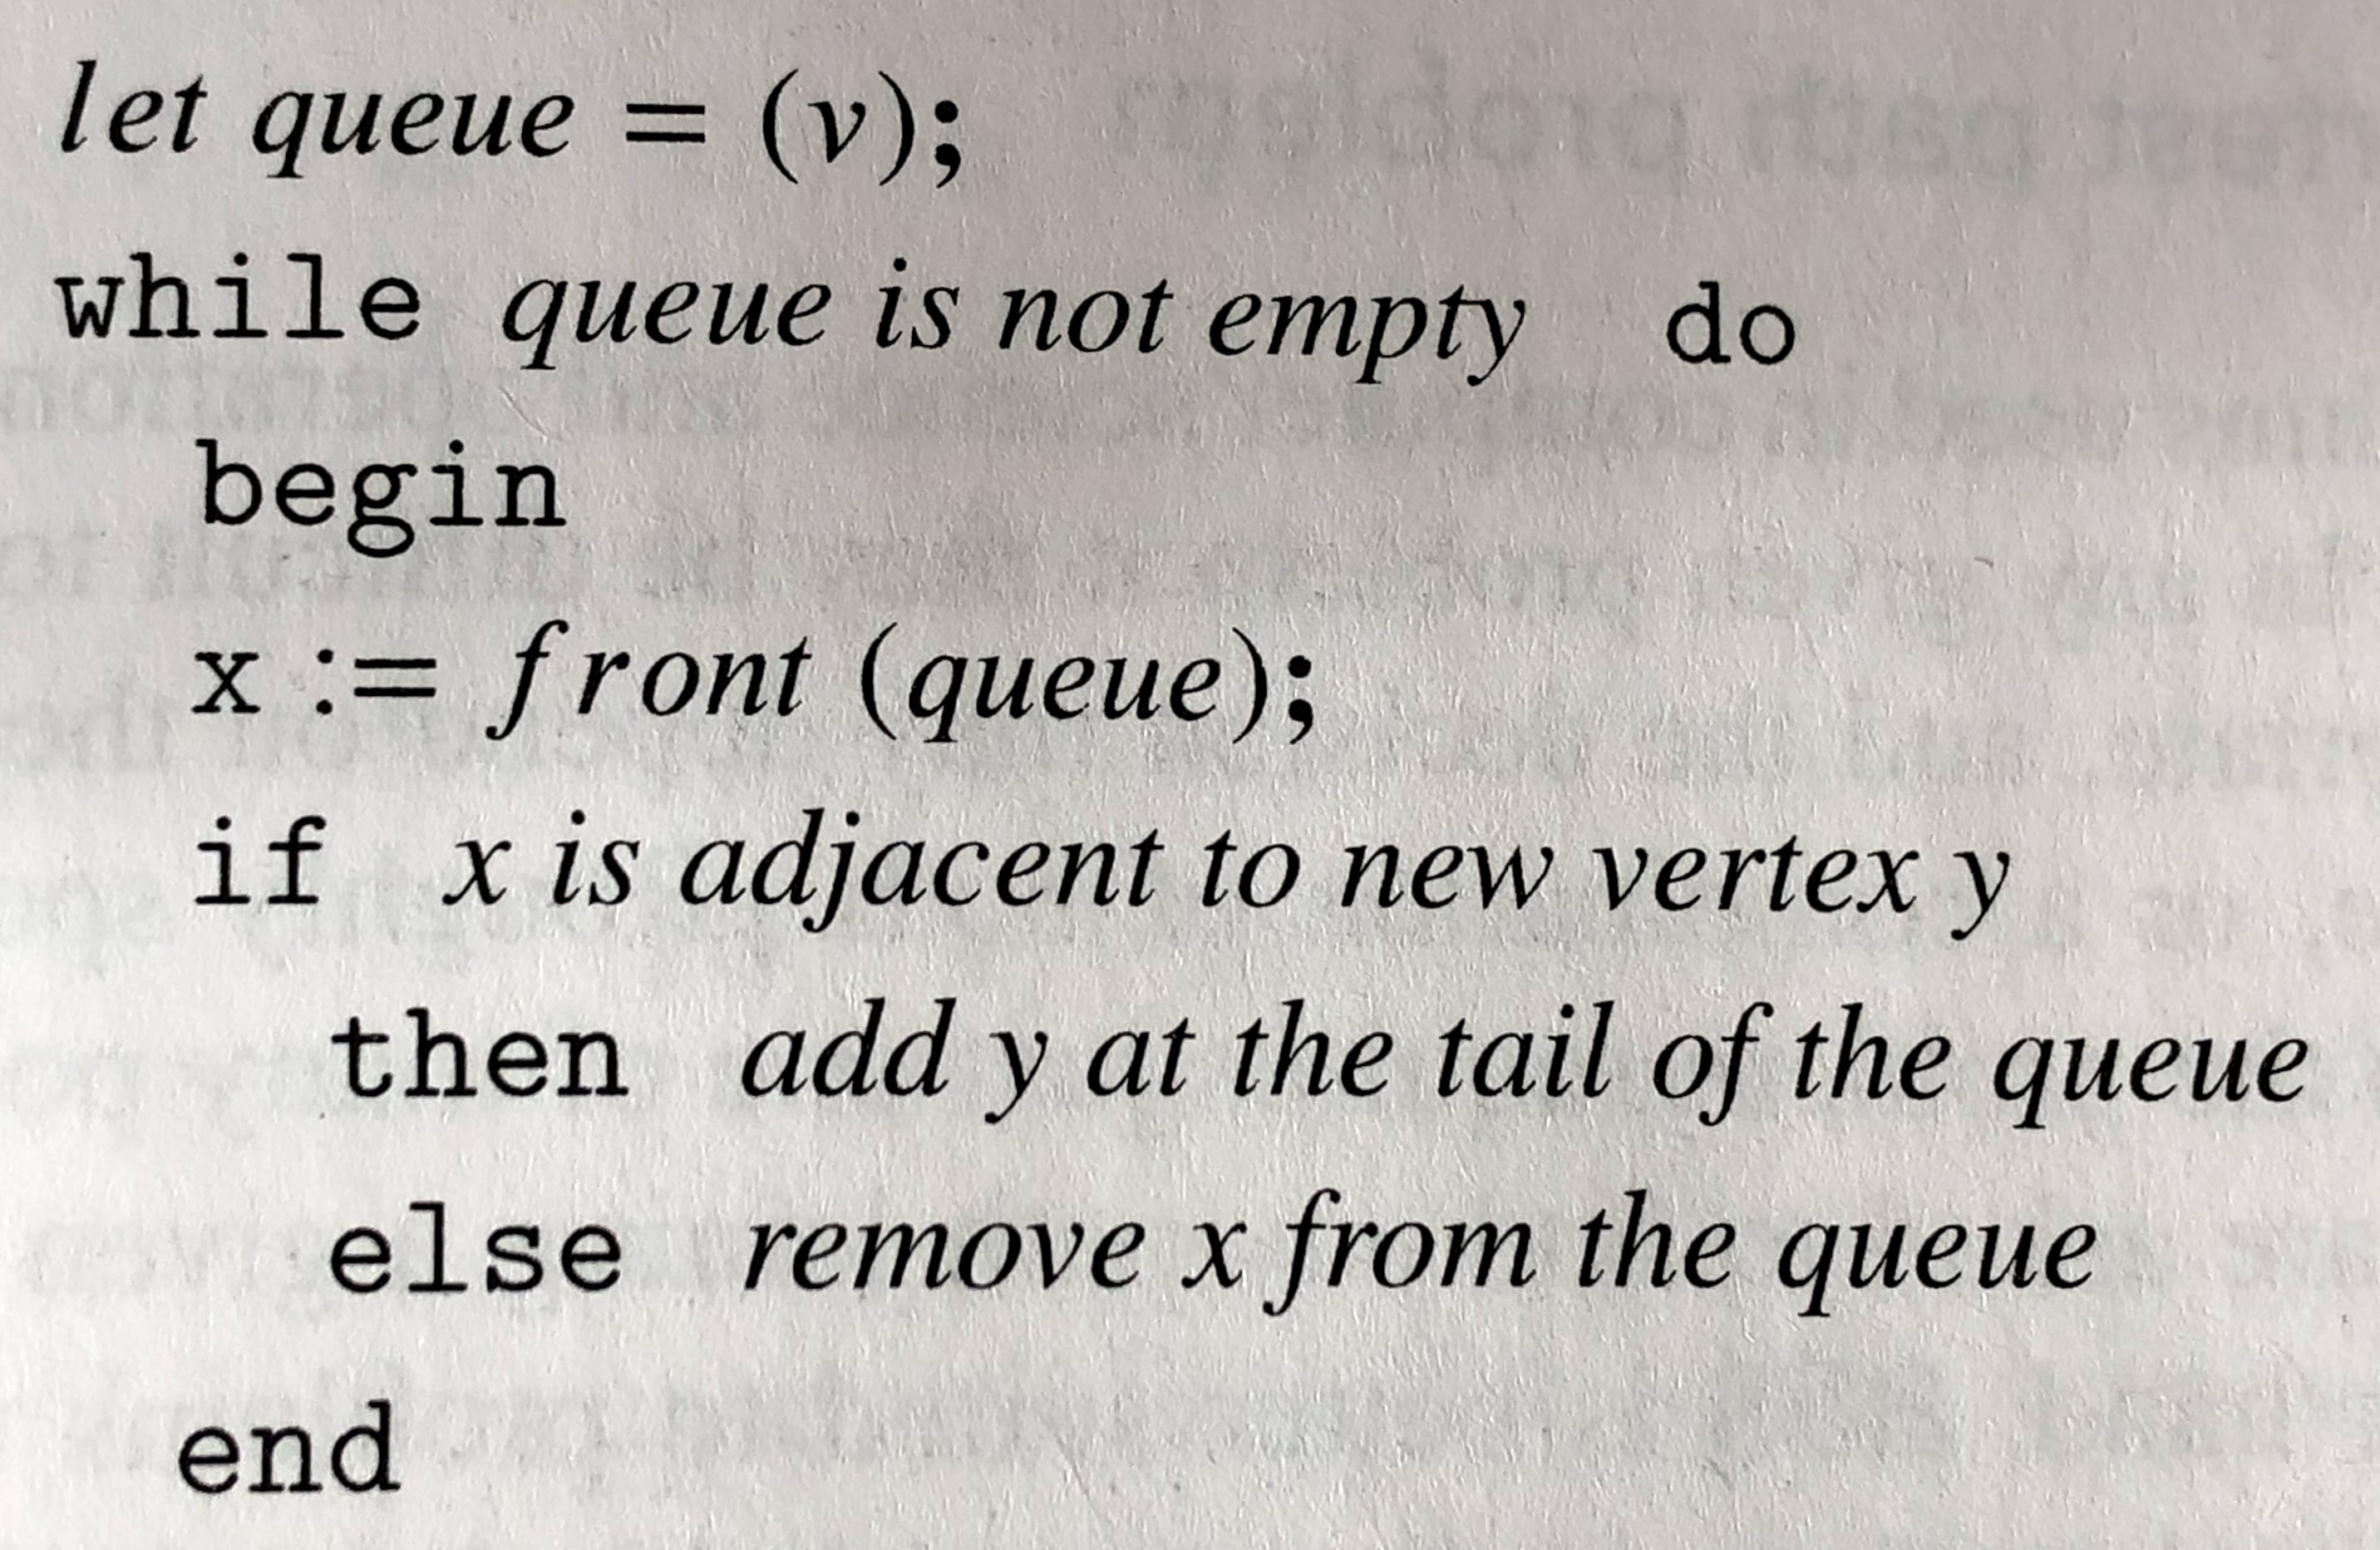 let queue = (v);
while queue is not empty do
begin
x := front (queue);
if x is adjacent to new vertex y
then add y at the tail of the queue
else remove x from the queue
end